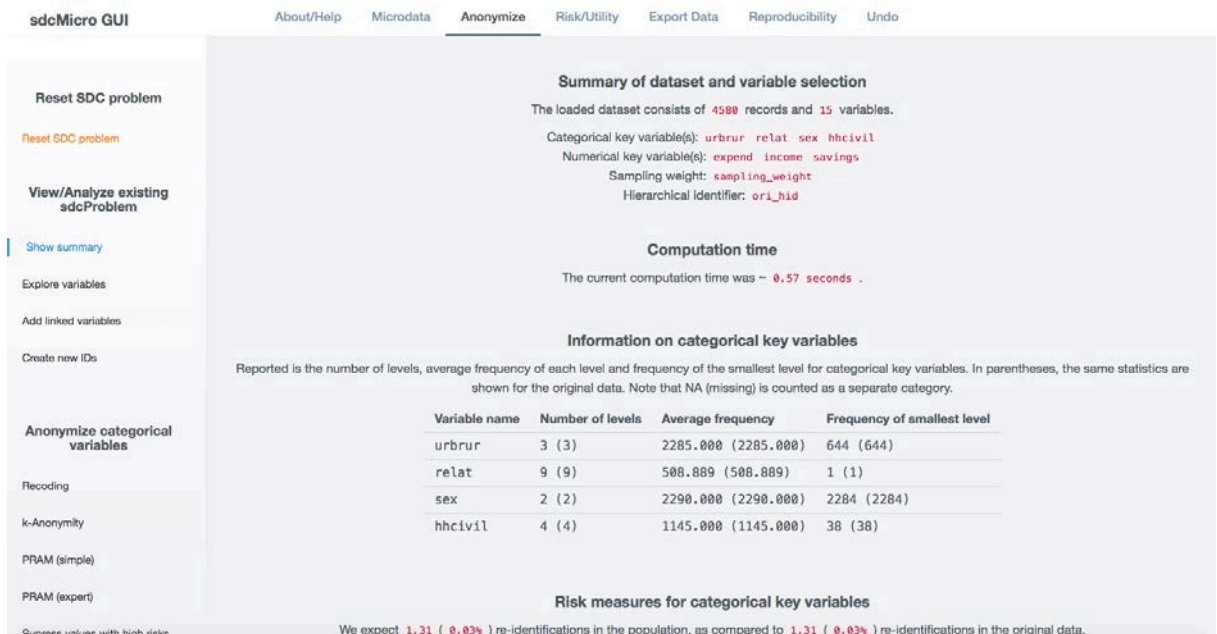 sdcMicro GUI
About/Help Microdata Anonymize Risk/Utility Export Data Reproducibility Undo
Reset SDC problem
Reset SDC problem
View/Analyze existing
sdcProblem
Show summary
Explore variables
Add linked variables
Create new IDs
Anonymize categorical
variables
Recoding
k-Anonymity
PRAM (simple)
PRAM (expert)
Supress values with high risks
Summary of dataset and variable selection
The loaded dataset consists of 4580 records and 15 variables.
Categorical key variable(s): urbrur relat sex hhcivil
Numerical key variable(s): expend income savings
Sampling weight: sampling_weight
Hierarchical identifier: ori_hid
Computation time
The current computation time was ~ 0.57 seconds .
Information on categorical key variables
Reported is the number of levels, average frequency of each level and frequency of the smallest level for categorical key variables. In parentheses, the same statistics are
shown for the original data. Note that NA (missing) is counted as a separate category.
Variable name Number of levels Average frequency Frequency of smallest level
urbrur 3 (3) 2285.000 (2285.000) 644 (644)
relat 9 (9) 508.889 (508.889) 1 (1)
sex 2 (2) 2290.000 (2290.000) 2284 (2284)
hhcivil 4 (4) 1145.000 (1145.000) 38 (38)
Risk measures for categorical key variables
We expect 1.31 ( 0.03% ) re-identifications in the population, as compared to 1.31 ( 0.03% ) re-identifications in the original data.